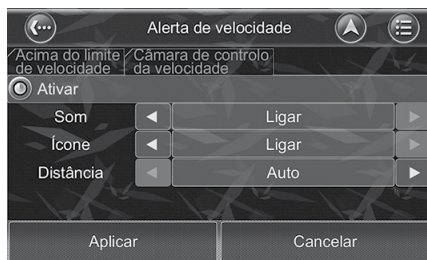 Alerta de velocidade
Acima do limite
de velocidade
Câmara de controlo
da velocidade
Ativar
Som
Ligar
Ícone
Ligar
Distância
Auto
Aplicar
Cancelar